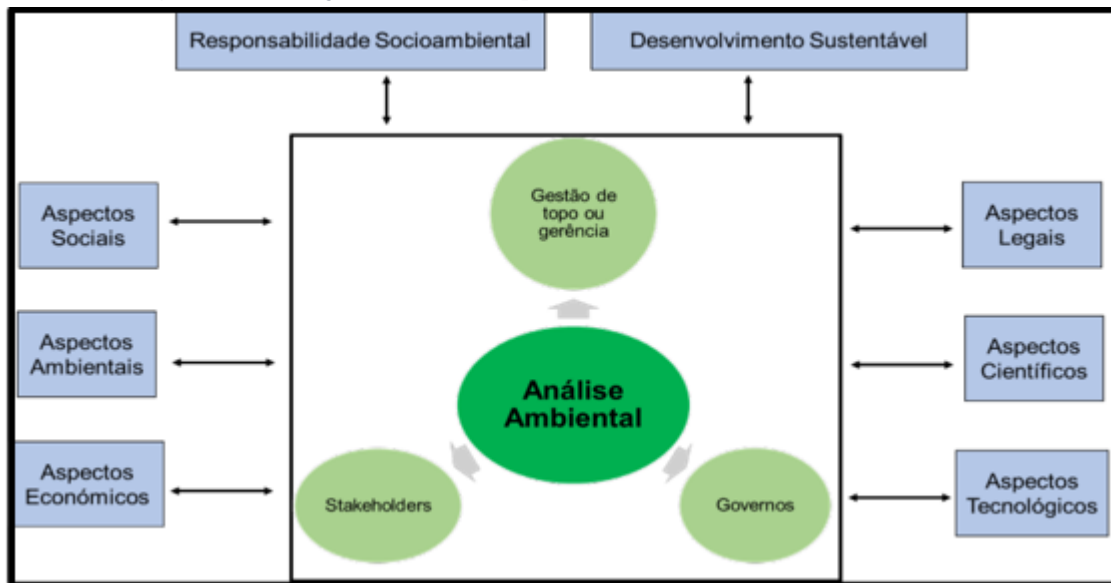 Responsabilidade Socioambiental
Desenvolvimento Sustentável
Gestão de
topo ou
gerência
Aspectos
Sociais
Aspectos
Legais
Aspectos
Ambientais
Análise
Ambiental
Aspectos
Científicos
Aspectos
Económicos
Stakeholders
Governos
Aspectos
Tecnológicos